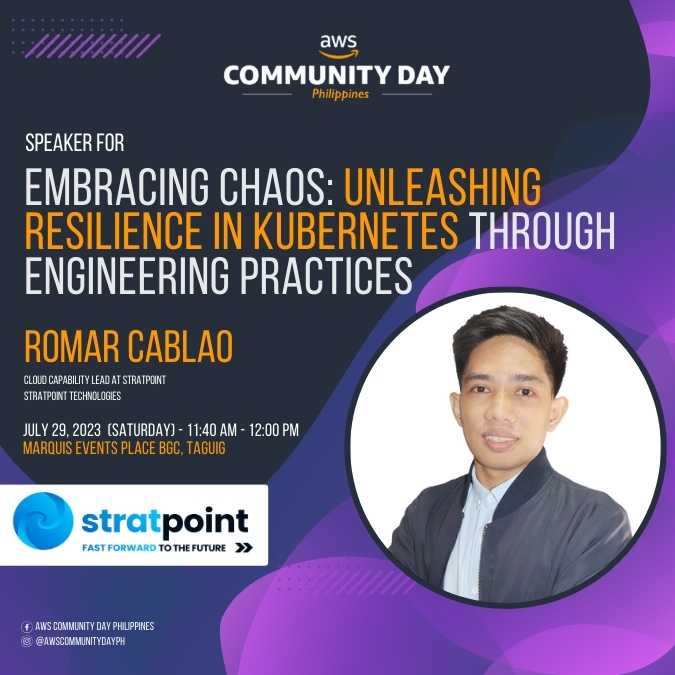 aws
COMMUNITY DAY
Philippines
SPEAKER FOR
EMBRACING CHAOS: UNLEASHING
RESILIENCE IN KUBERNETES THROUGH
ENGINEERING PRACTICES
ROMAR CABLAO
CLOUD CAPABILITY LEAD AT STRATPOINT
STRATPOINT TECHNOLOGIES
JULY 29, 2023 (SATURDAY) - 11:40 AM - 12:00 PM
MARQUIS EVENTS PLACE BGC, TAGUIG
stratpoint
FAST FORWARD TO THE FUTURE
AWS COMMUNITY DAY PHILIPPINES
@AWSCOMMUNITYDAYPH